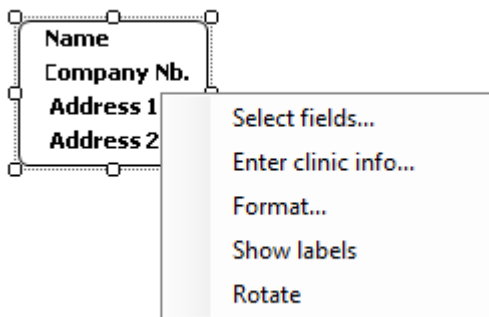 Name
Company Nb.
Address 1
Address 2
Select fields...
Enter clinic info...
Format...
Show labels
Rotate